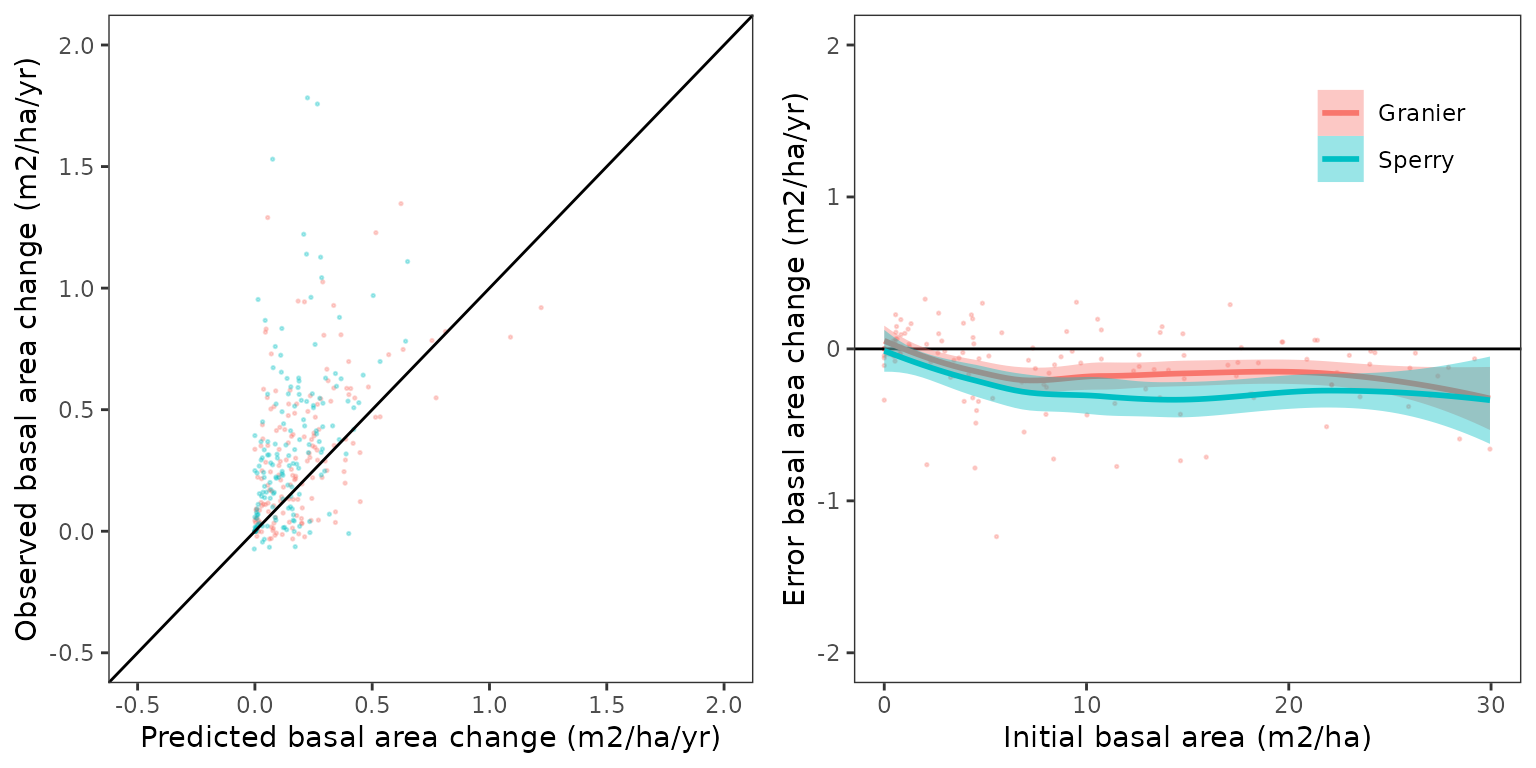 Observed basal area change (m2/ha/yr)
2.0
1.5
1.0
0.5
0.0
-0.5
-0.5 0.0 0.5 1.0 1.5 2.0
Predicted basal area change (m2/ha/yr)
Error basal area change (m2/ha/yr)
2
1
0
-1
-2
Granier
Sperry
0 10 20 30
Initial basal area (m2/ha)